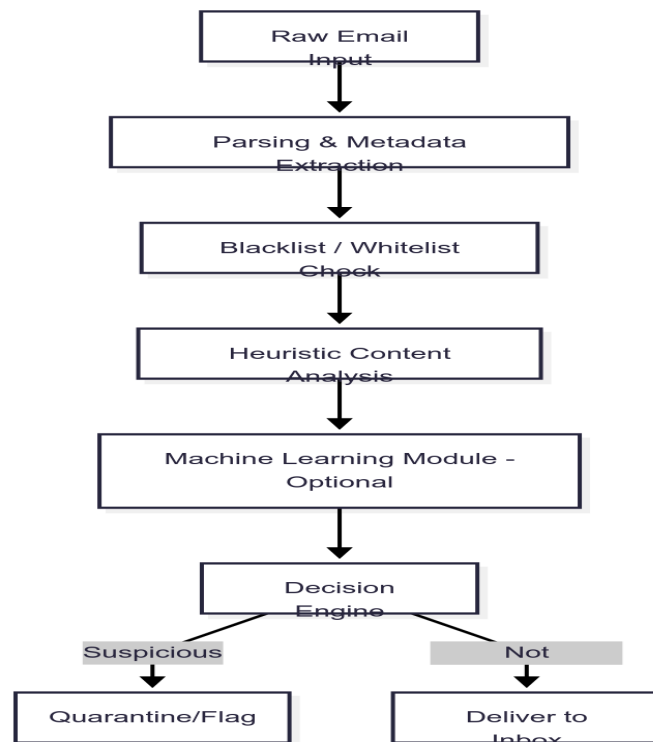 Raw Email
Input
Parsing & Metadata
Extraction
Blacklist / Whitelist
Check
Heuristic Content
Analysis
Machine Learning Module -
Optional
Decision
Engine
Suspicious
Not
Quarantine/Flag
Deliver to
Inbox